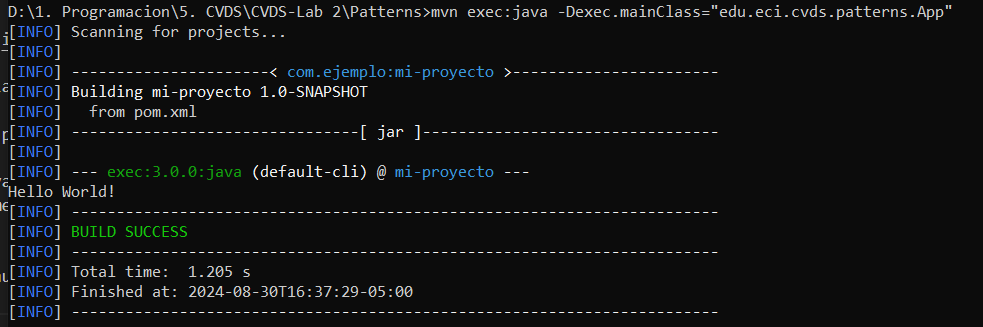 D:\1. Programacion\5. CVDS\CVDS-Lab 2\Patterns>mvn exec:java -Dexec.mainClass="edu.eci.cvds.patterns.App"
[INFO] Scanning for projects...
[INFO]
[INFO] ----------------------< com.ejemplo:mi-proyecto >-----------------------
[INFO] Building mi-proyecto 1.0-SNAPSHOT
[INFO]   from pom.xml
[INFO] --------------------------------[ jar ]---------------------------------
[INFO]
[INFO] --- exec:3.0.0:java (default-cli) @ mi-proyecto ---
Hello World!
[INFO] ------------------------------------------------------------------------
[INFO] BUILD SUCCESS
[INFO] ------------------------------------------------------------------------
[INFO] Total time:  1.205 s
[INFO] Finished at: 2024-08-30T16:37:29-05:00
[INFO] ------------------------------------------------------------------------